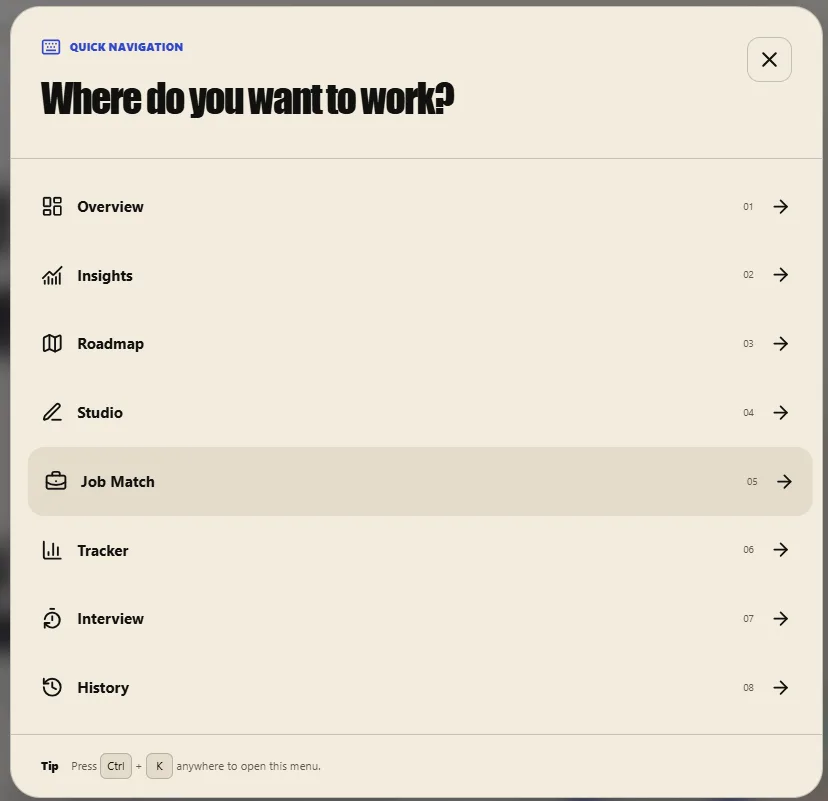 QUICK NAVIGATION
Where do you want to work?
Overview 01
Insights 02
Roadmap 03
Studio 04
Job Match 05
Tracker 06
Interview 07
History 08
Tip Press Ctrl + K anywhere to open this menu.